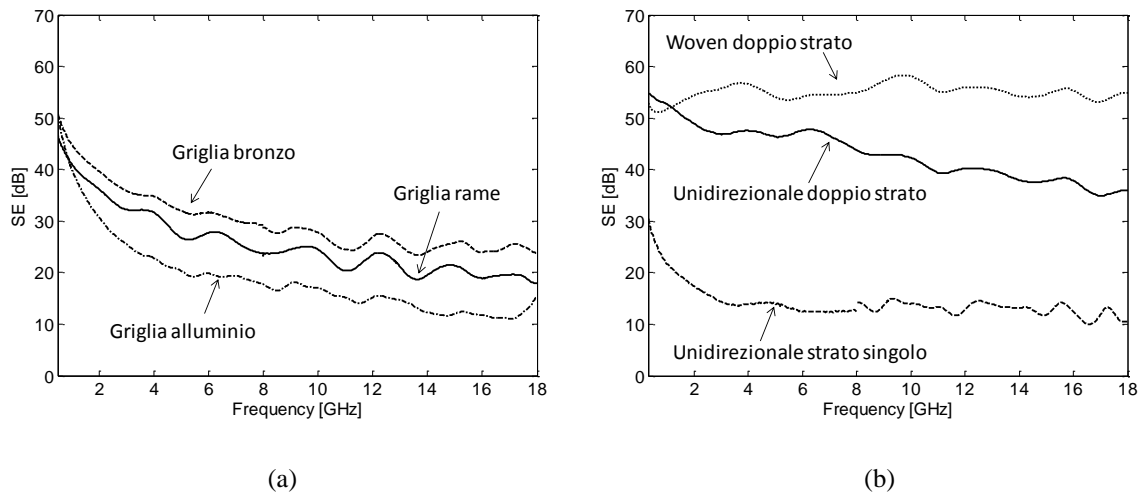 70
60
50
40
30
20
10
0
SE [dB]
Griglia bronzo
Griglia rame
Griglia alluminio
2 4 6 8 10 12 14 16 18
Frequency [GHz]
(a)
70
60
50
40
30
20
10
0
SE [dB]
Woven doppio strato
Unidirezionale doppio strato
Unidirezionale strato singolo
2 4 6 8 10 12 14 16 18
Frequency [GHz]
(b)